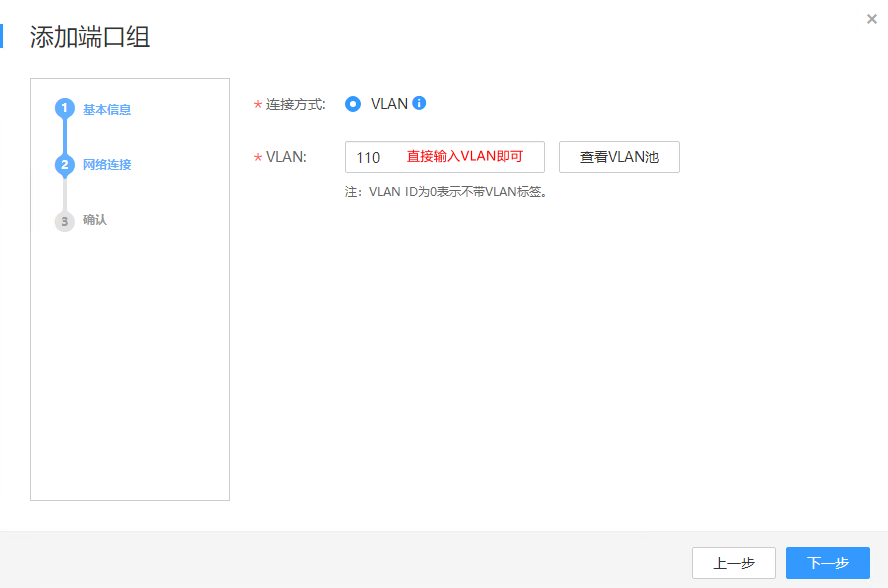 添加端口组
×
1 基本信息
2 网络连接
3 确认
* 连接方式: VLAN i
* VLAN: 110 直接输入VLAN即可 查看VLAN池
注：VLAN ID为0表示不带VLAN标签。
上一步 下一步